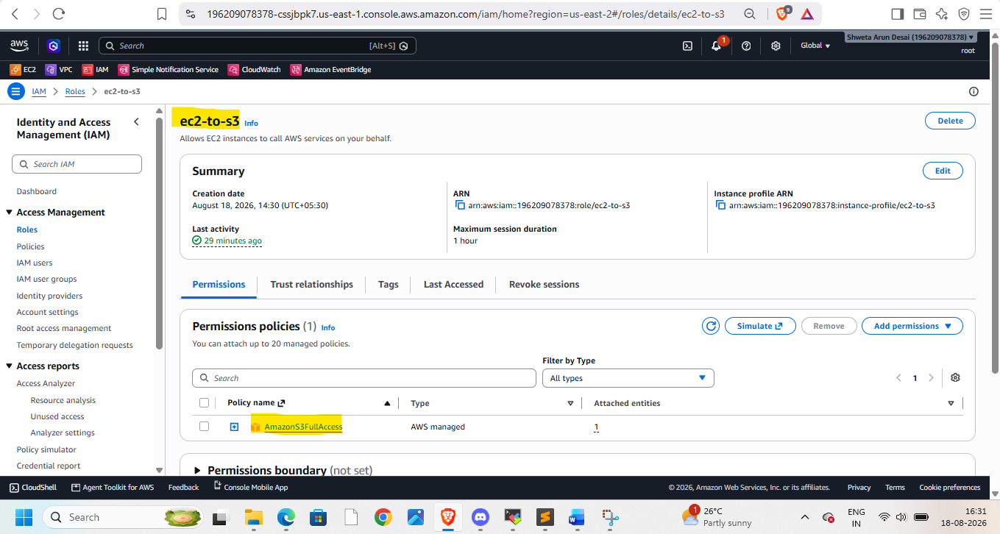 196209078378-cssjbpk7.us-east-1.console.aws.amazon.com/iam/home?region=us-east-2#/roles/details/ec2-to-s3
9
aws
Search
[Alt+S]
1
Global
Shweta Arun Desai (196209078378)
root
EC2
VPC
IAM
Simple Notification Service
CloudWatch
Amazon EventBridge
IAM
Roles
ec2-to-s3
Identity and Access
Management (IAM)
Search IAM
Dashboard
Access Management
Roles
Policies
IAM users
IAM user groups
Identity providers
Account settings
Root access management
Temporary delegation requests
Access reports
Access Analyzer
Resource analysis
Unused access
Analyzer settings
Policy simulator
Credential report
ec2-to-s3 Info
Delete
Allows EC2 instances to call AWS services on your behalf.
Summary
Edit
Creation date
August 18, 2026, 14:30 (UTC+05:30)
Last activity
29 minutes ago
ARN
arn:aws:iam::196209078378:role/ec2-to-s3
Maximum session duration
1 hour
Instance profile ARN
arn:aws:iam::196209078378:instance-profile/ec2-to-s3
Permissions
Trust relationships
Tags
Last Accessed
Revoke sessions
Permissions policies (1) Info
Simulate
Remove
Add permissions
You can attach up to 20 managed policies.
Filter by Type
Search
All types
1
Policy name
Type
Attached entities
AmazonS3FullAccess
AWS managed
1
Permissions boundary (not set)
CloudShell
Agent Toolkit for AWS
Feedback
Console Mobile App
© 2026, Amazon Web Services, Inc. or its affiliates.
Privacy
Terms
Cookie preferences
Search
1
26°C
Partly sunny
ENG
IN
16:31
18-08-2026